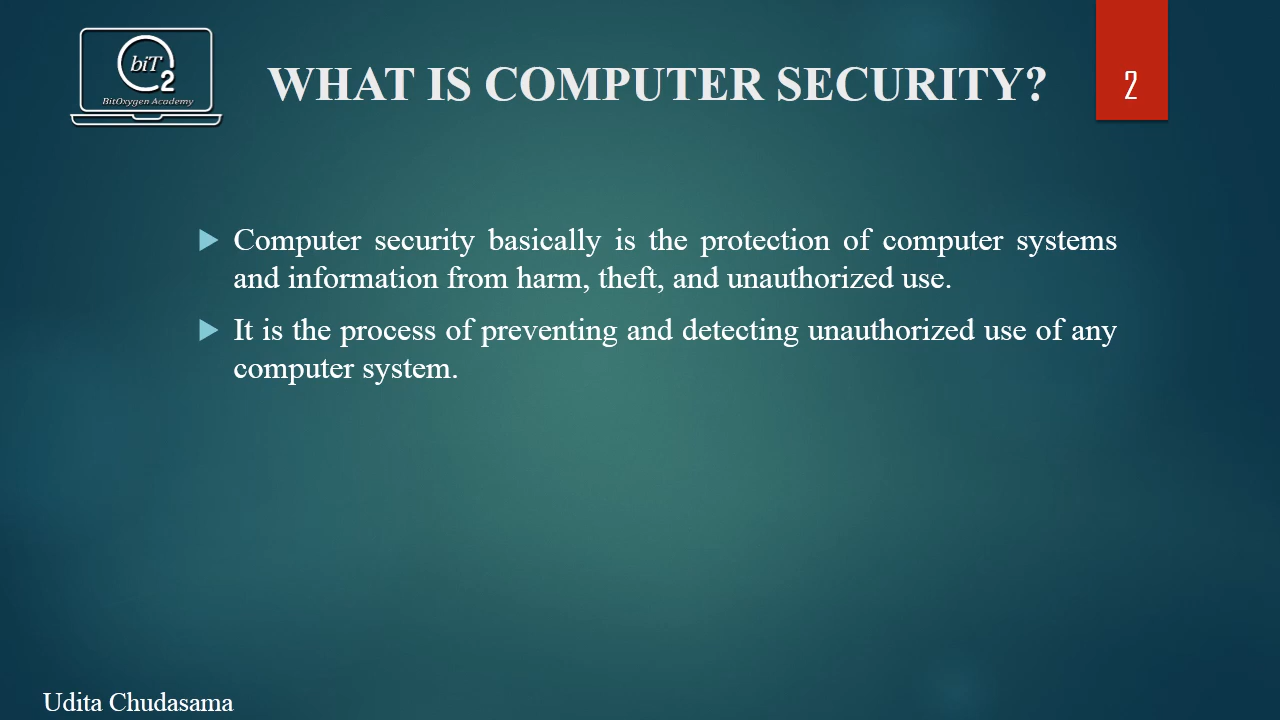 biT
2
BitOxygen Academy
WHAT IS COMPUTER SECURITY?
2
Computer security basically is the protection of computer systems
and information from harm, theft, and unauthorized use.
It is the process of preventing and detecting unauthorized use of any
computer system.
Udita Chudasama